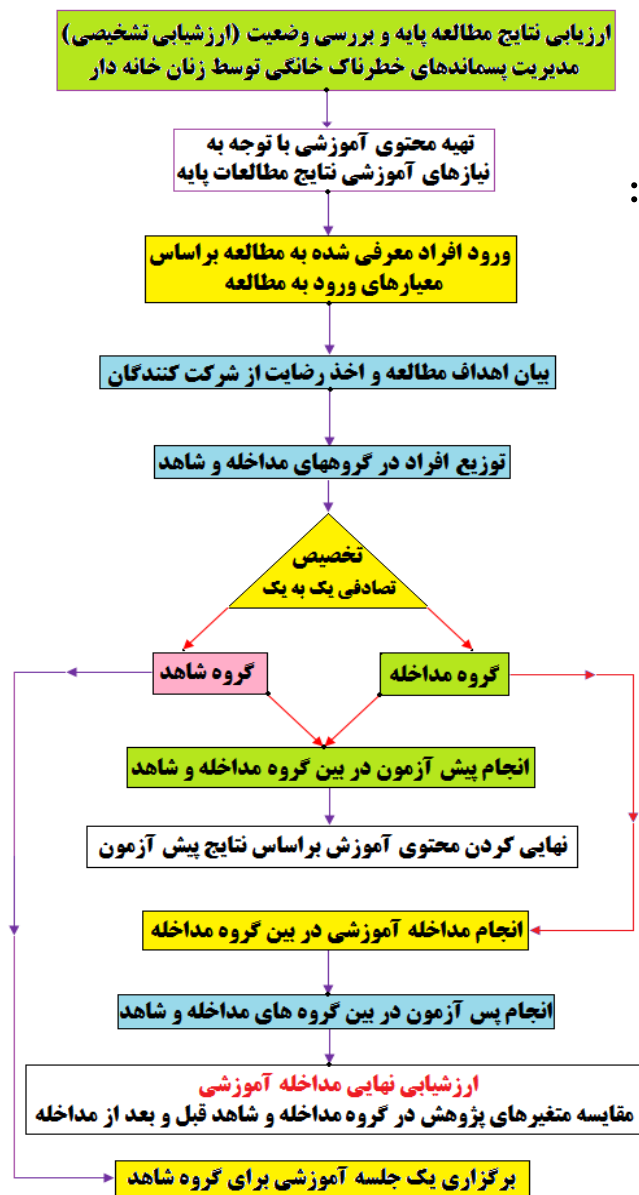 ارزیابی نتایج مطالعه پایه و بررسی وضعیت (ارزشیابی تشخیصی)
مدیریت پسماندهای خطرناک خانگی توسط زنان خانه دار
تهیه محتوی آموزشی با توجه به
نیازهای آموزشی نتایج مطالعات پایه
:
ورود افراد معرفی شده به مطالعه براساس
معیارهای ورود به مطالعه
بیان اهداف مطالعه و اخذ رضایت از شرکت کنندگان
توزیع افراد در گروههای مداخله و شاهد
تخصیص
تصادفی یک به یک
گروه مداخله
گروه شاهد
انجام پیش آزمون در بین گروه مداخله و شاهد
نهایی کردن محتوی آموزش براساس نتایج پیش آزمون
انجام مداخله آموزشی در بین گروه مداخله
انجام پس آزمون در بین گروه های مداخله و شاهد
ارزشیابی نهایی مداخله آموزشی
مقایسه متغیرهای پژوهش در گروه مداخله و شاهد قبل و بعد از مداخله
برگزاری یک جلسه آموزشی برای گروه شاهد